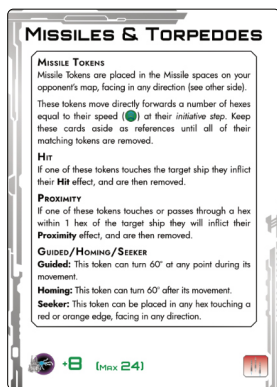 MISSILES & TORPEDOES
MISSILE TOKENS
Missile Tokens are placed in the Missile spaces on your
opponent's map, facing in any direction (see other side).
These tokens move directly forwards a number of hexes
equal to their speed ( ) at their initiative step. Keep
these cards aside as references until all of their
matching tokens are removed.
HIT
If one of these tokens touches the target ship they inflict
their Hit effect, and are then removed.
PROXIMITY
If one of these tokens touches or passes through a hex
within 1 hex of the target ship they will inflict their
Proximity effect, and are then removed.
GUIDED/HOMING/SEEKER
Guided: This token can turn 60° at any point during its
movement.
Homing: This token can turn 60° after its movement.
Seeker: This token can be placed in any hex touching a
red or orange edge, facing in any direction.
+8 (MAX 24)